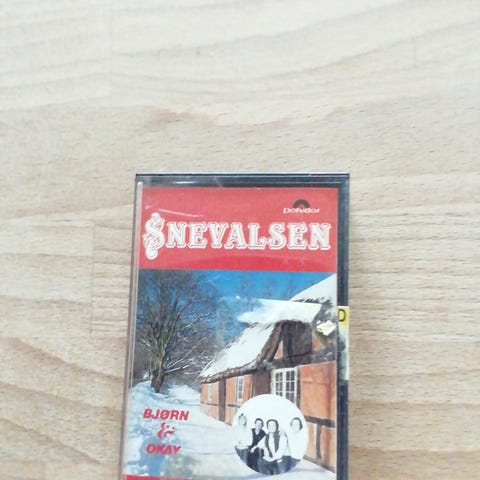 polydor
SNEVALSEN
D
BJØRN
&
OKAY